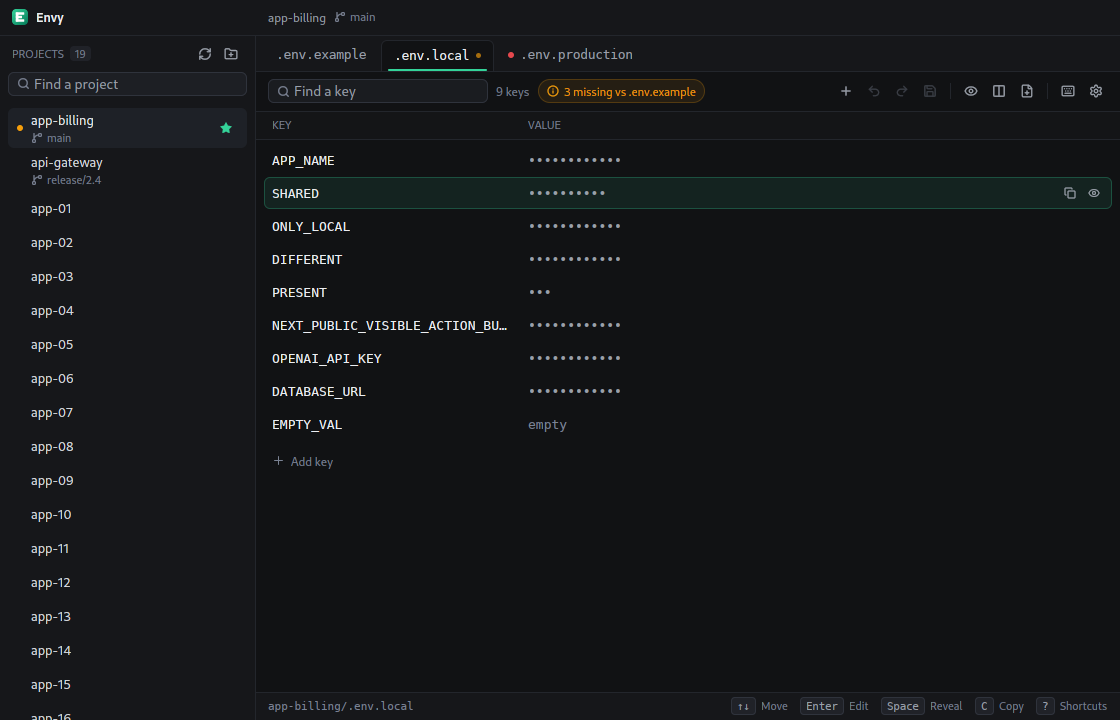 Envy
app-billing main
PROJECTS 19
Find a project
app-billing
main
api-gateway
release/2.4
app-01
app-02
app-03
app-04
app-05
app-06
app-07
app-08
app-09
app-10
app-11
app-12
app-13
app-14
app-15
app-16
.env.example .env.local .env.production
Find a key 9 keys 3 missing vs .env.example
KEY VALUE
APP_NAME ••••••••••••
SHARED ••••••••••
ONLY_LOCAL ••••••••••••
DIFFERENT ••••••••••••
PRESENT •••
NEXT_PUBLIC_VISIBLE_ACTION_BU… ••••••••••••
OPENAI_API_KEY ••••••••••••
DATABASE_URL ••••••••••••
EMPTY_VAL empty
+ Add key
app-billing/.env.local ↑↓ Move Enter Edit Space Reveal C Copy ? Shortcuts